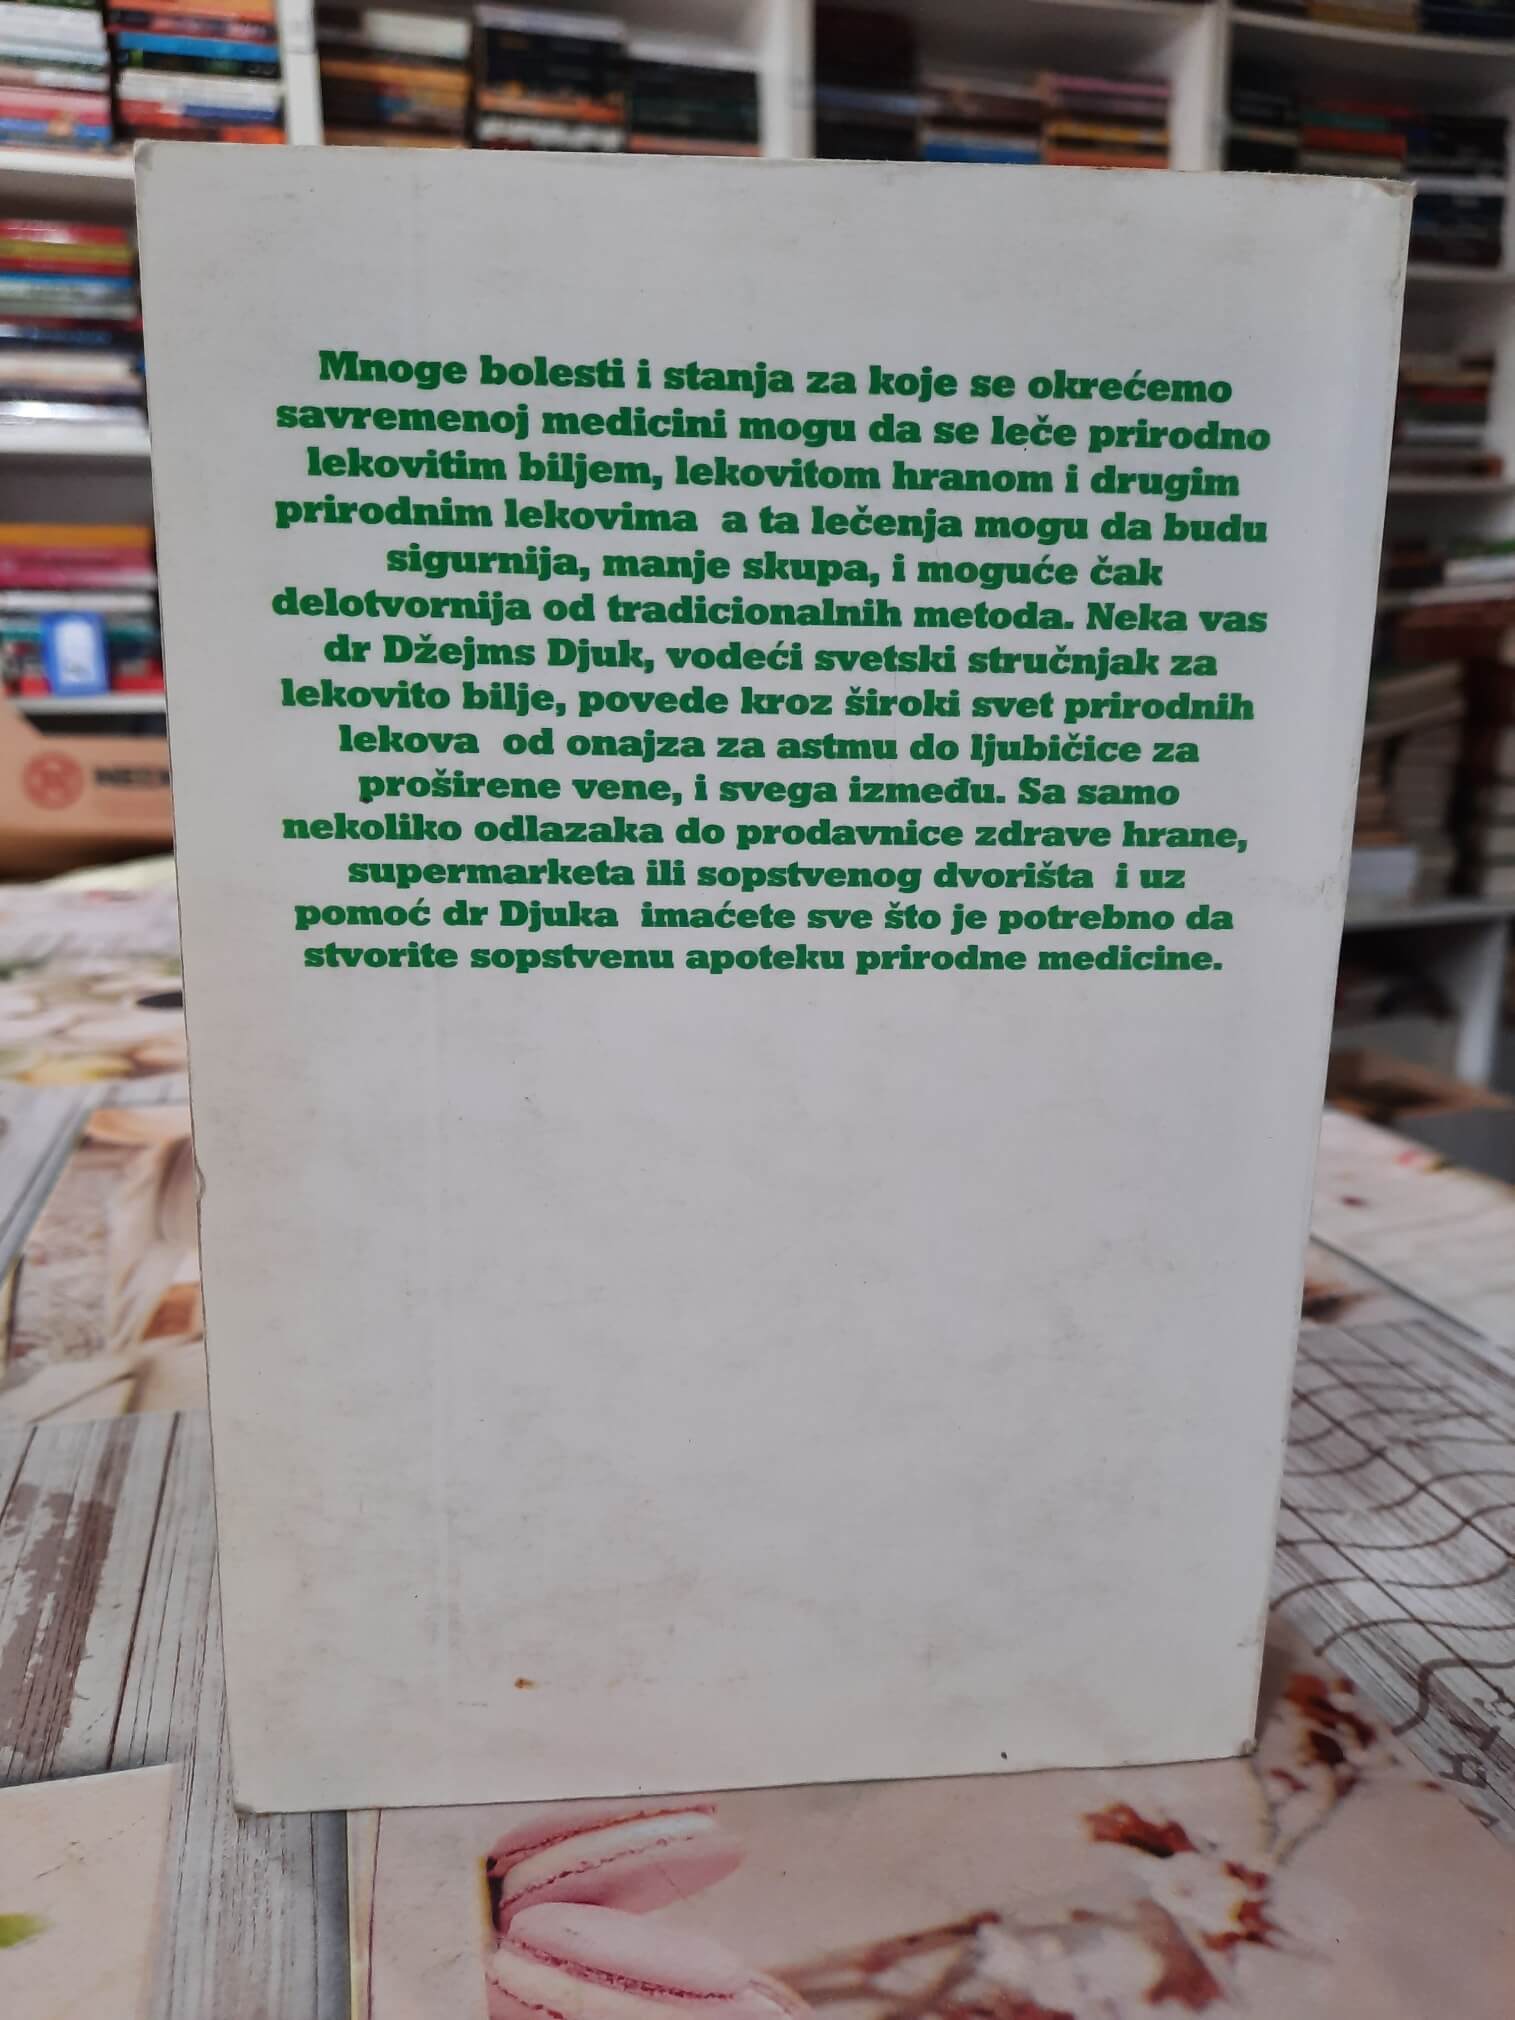 Mnoge bolesti i stanja za koje se okrećemo
savremenoj medicini mogu da se leče prirodno
lekovitim biljem, lekovitom hranom i drugim
prirodnim lekovima a ta lečenja mogu da budu
sigurnija, manje skupa, i moguće čak
delotvornija od tradicionalnih metoda. Neka vas
dr Džejms Djuk, vodeći svetski stručnjak za
lekovito bilje, povede kroz široki svet prirodnih
lekova od onajza za astmu do ljubičice za
proširene vene, i svega između. Sa samo
nekoliko odlazaka do prodavnice zdrave hrane,
supermarketa ili sopstvenog dvorišta i uz
pomoć dr Djuka imaćete sve što je potrebno da
stvorite sopstvenu apoteku prirodne medicine.